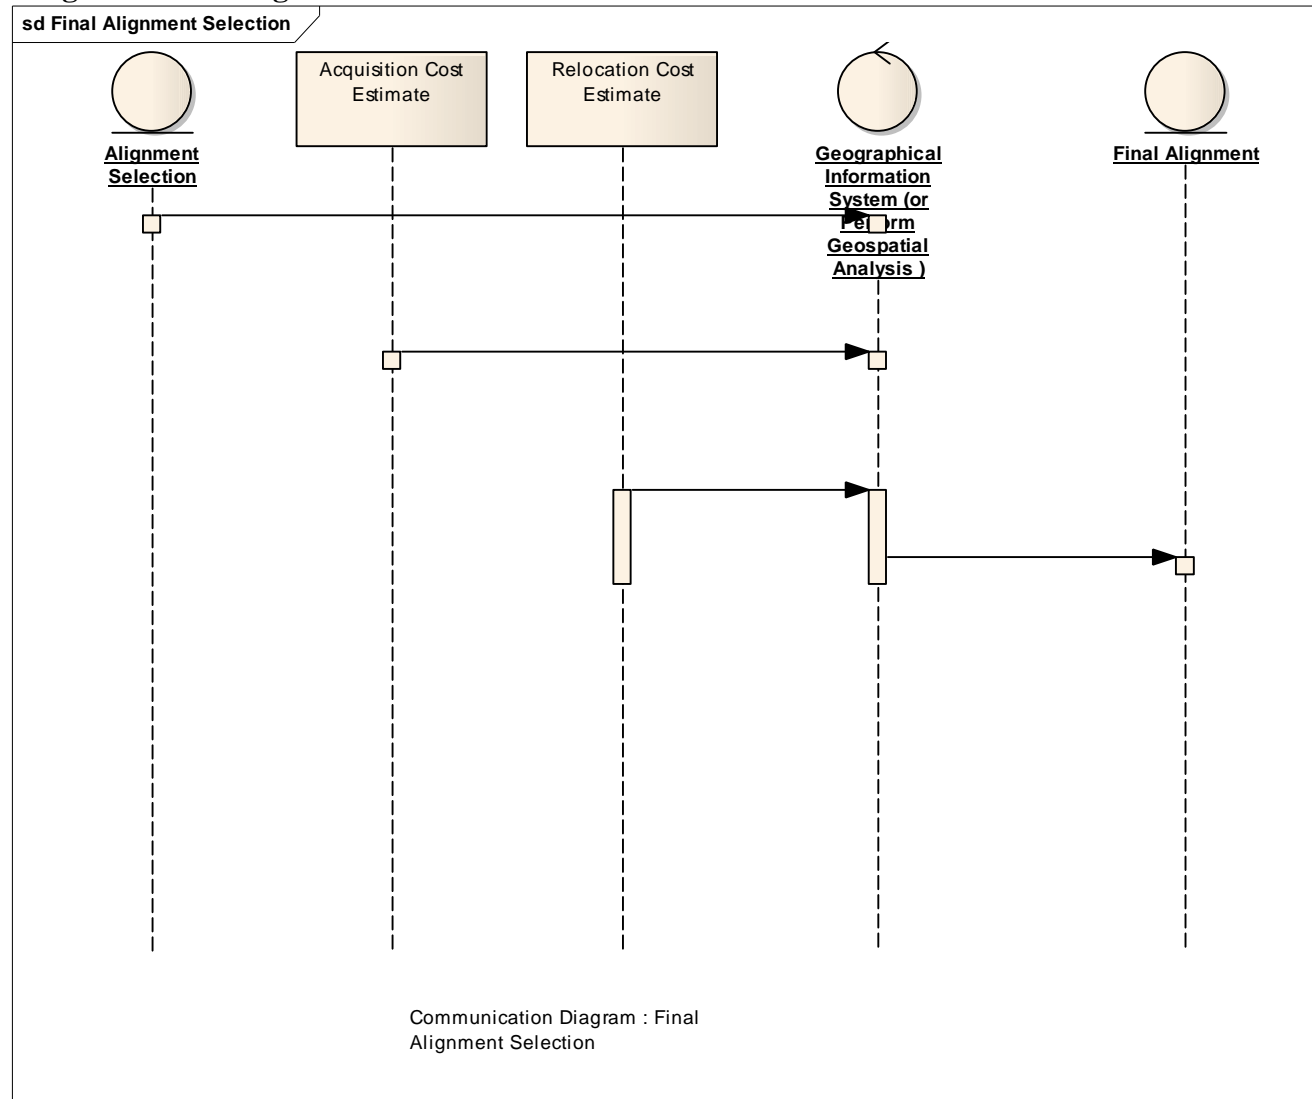 sd Final Alignment Selection
Alignment
Selection
Acquisition Cost
Estimate
Relocation Cost
Estimate
Geographical
Information
System (or
Geospatial
Analysis )
Final Alignment
Communication Diagram : Final
Alignment Selection